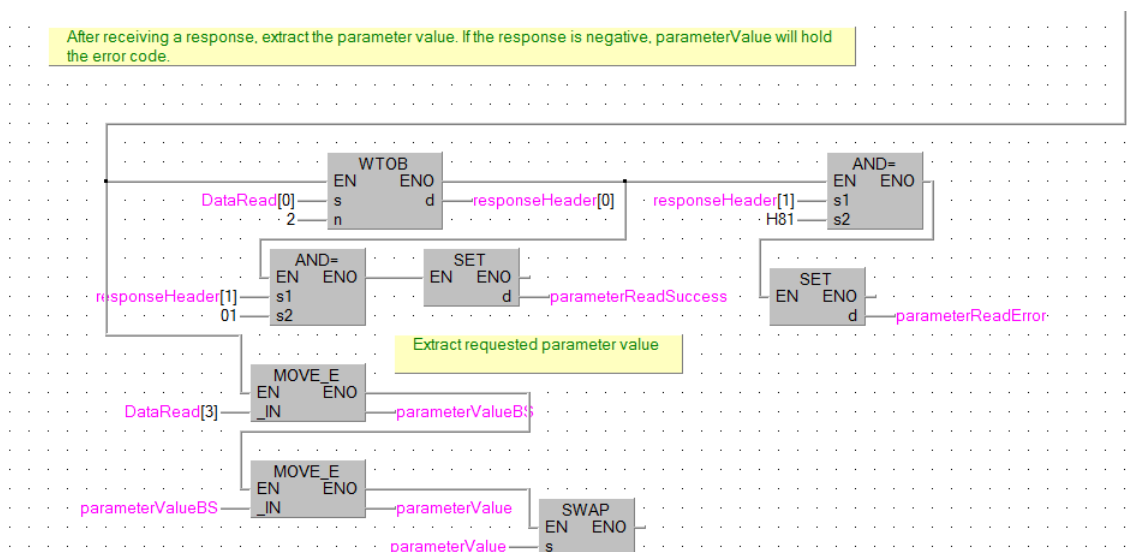 After receiving a response, extract the parameter value. If the response is negative, parameterValue will hold
the error code.
WTOB
EN ENO
DataRead[0] s d responseHeader[0]
2 n
AND=
EN ENO
responseHeader[1] s1
H81 s2
AND=
EN ENO
responseHeader[1] s1
01 s2
SET
EN ENO
d parameterReadSuccess
SET
EN ENO
d parameterReadError
Extract requested parameter value
MOVE_E
EN ENO
DataRead[3] _IN parameterValueBS
MOVE_E
EN ENO
parameterValueBS _IN parameterValue
SWAP
EN ENO
parameterValue s